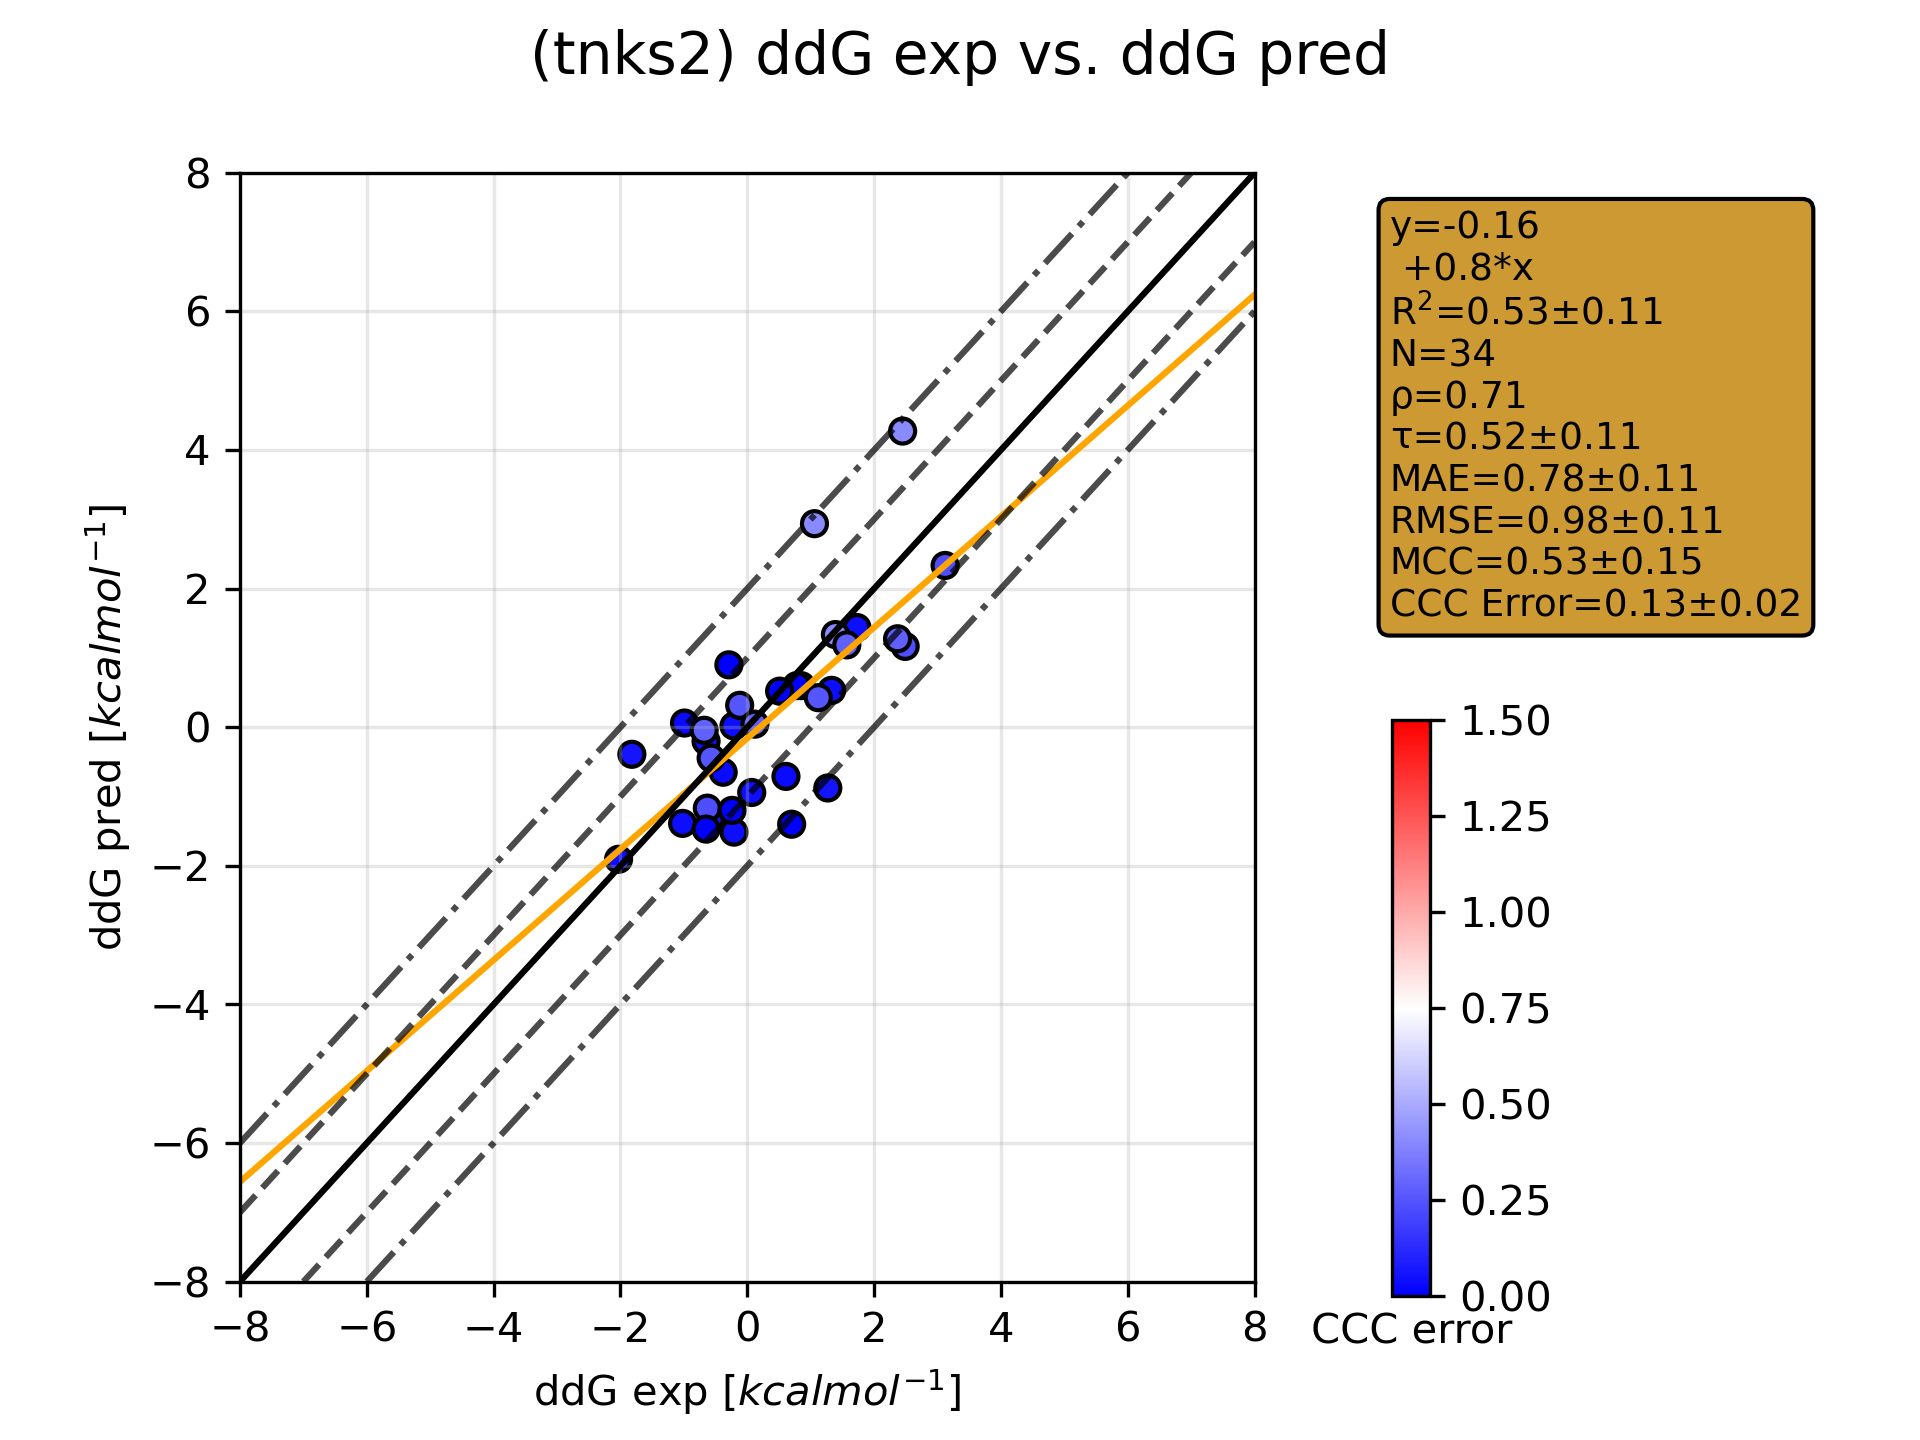 (tnks2) ddG exp vs. ddG pred
8
6
4
2
0
−2
−4
−6
−8
ddG pred [kcalmol⁻¹]
−8 −6 −4 −2 0 2 4 6 8
ddG exp [kcalmol⁻¹]
y=-0.16
+0.8*x
R²=0.53±0.11
N=34
ρ=0.71
τ=0.52±0.11
MAE=0.78±0.11
RMSE=0.98±0.11
MCC=0.53±0.15
CCC Error=0.13±0.02
1.50
1.25
1.00
0.75
0.50
0.25
0.00
CCC error